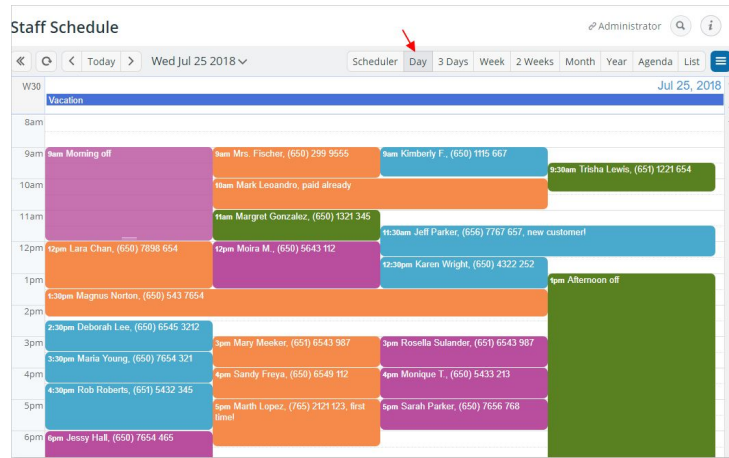 Staff Schedule
Administrator
Today Wed Jul 25 2018
Scheduler Day 3 Days Week 2 Weeks Month Year Agenda List
W30
Jul 25, 2018
Vacation
8am
9am
9am Morning off
9am Mrs. Fischer, (650) 299 9555
9am Kimberly F., (650) 1115 667
9:30am Trisha Lewis, (651) 1221 654
10am
10am Mark Leoandro, paid already
11am
11am Margret Gonzalez, (650) 1321 345
11:30am Jeff Parker, (656) 7767 657, new customer!
12pm
12pm Lara Chan, (650) 7898 654
12pm Moira M., (650) 5643 112
12:30pm Karen Wright, (650) 4322 252
1pm
1pm Afternoon off
1:30pm Magnus Norton, (650) 543 7654
2pm
2:30pm Deborah Lee, (650) 6545 3212
3pm
3pm Mary Meeker, (651) 6543 987
3pm Rosella Sulander, (651) 6543 987
3:30pm Maria Young, (650) 7654 321
4pm
4pm Sandy Freya, (650) 6549 112
4pm Monique T., (650) 5433 213
4:30pm Rob Roberts, (651) 5432 345
5pm
5pm Marth Lopez, (765) 2121 123, first
time!
5pm Sarah Parker, (650) 7656 768
6pm
6pm Jessy Hall, (650) 7654 465